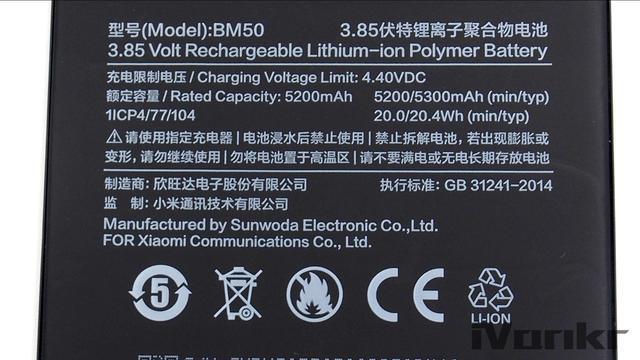 型号(Model):BM50 3.85伏特锂离子聚合物电池
3.85 Volt Rechargeable Lithium-ion Polymer Battery
充电限制电压 / Charging Voltage Limit: 4.40VDC
额定容量 / Rated Capacity: 5200mAh 5200/5300mAh (min/typ)
1ICP4/77/104 20.0/20.4Wh (min/typ)
请使用指定充电器 | 电池浸水后禁止使用 | 禁止拆解电池，若出现膨胀或
变形，请勿继续使用 | 勿将电池置于高温区 | 请不要满电或无电长期存放电池
制造商：欣旺达电子股份有限公司 执行标准：GB 31241-2014
监 制：小米通讯技术有限公司
Manufactured by Sunwoda Electronic Co.,Ltd.
FOR Xiaomi Communications Co., Ltd.
5 CE
LI-ION